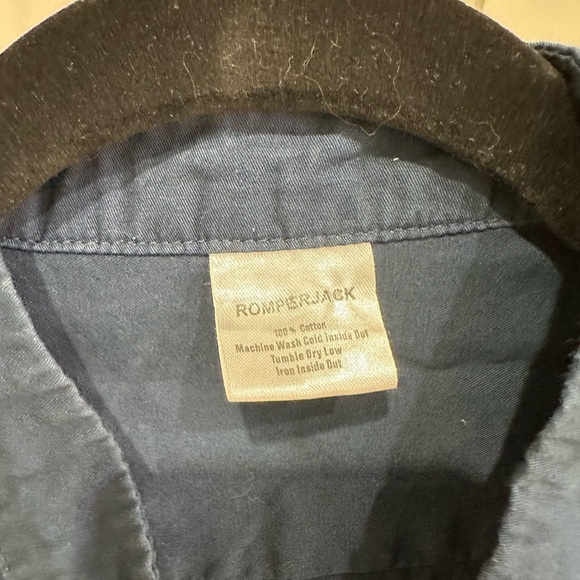 ROMPERJACK
100% Cotton
Machine Wash Cold Inside Out
Tumble Dry Low
Iron Inside Out